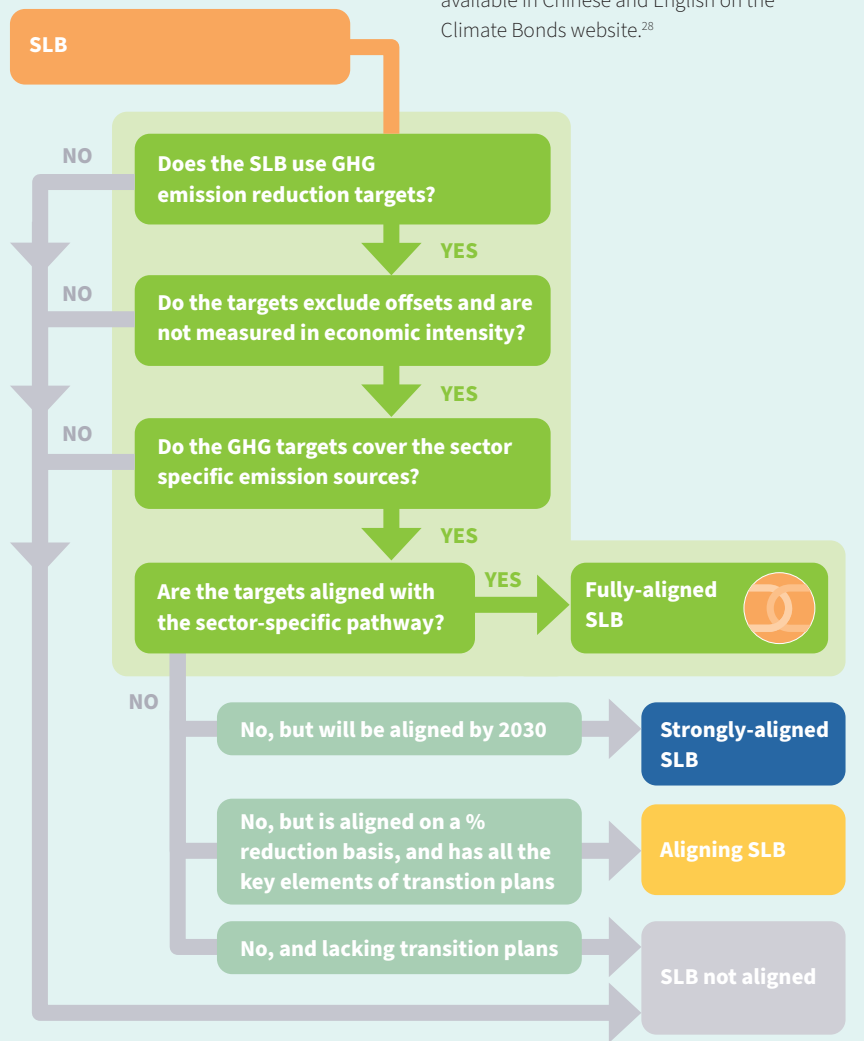 available in Chinese and English on the
Climate Bonds website.28
SLB
NO
Does the SLB use GHG
emission reduction targets?
YES
NO
Do the targets exclude offsets and are
not measured in economic intensity?
YES
NO
Do the GHG targets cover the sector
specific emission sources?
YES
Are the targets aligned with
the sector-specific pathway?
YES
Fully-aligned
SLB
NO
No, but will be aligned by 2030
Strongly-aligned
SLB
No, but is aligned on a %
reduction basis, and has all the
key elements of transtion plans
Aligning SLB
No, and lacking transition plans
SLB not aligned